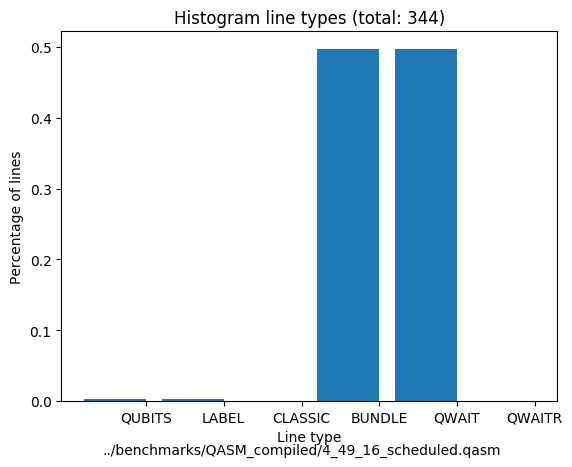 Histogram line types (total: 344)
Percentage of lines
0.5
0.4
0.3
0.2
0.1
0.0
QUBITS LABEL CLASSIC BUNDLE QWAIT QWAITR
Line type
../benchmarks/QASM_compiled/4_49_16_scheduled.qasm